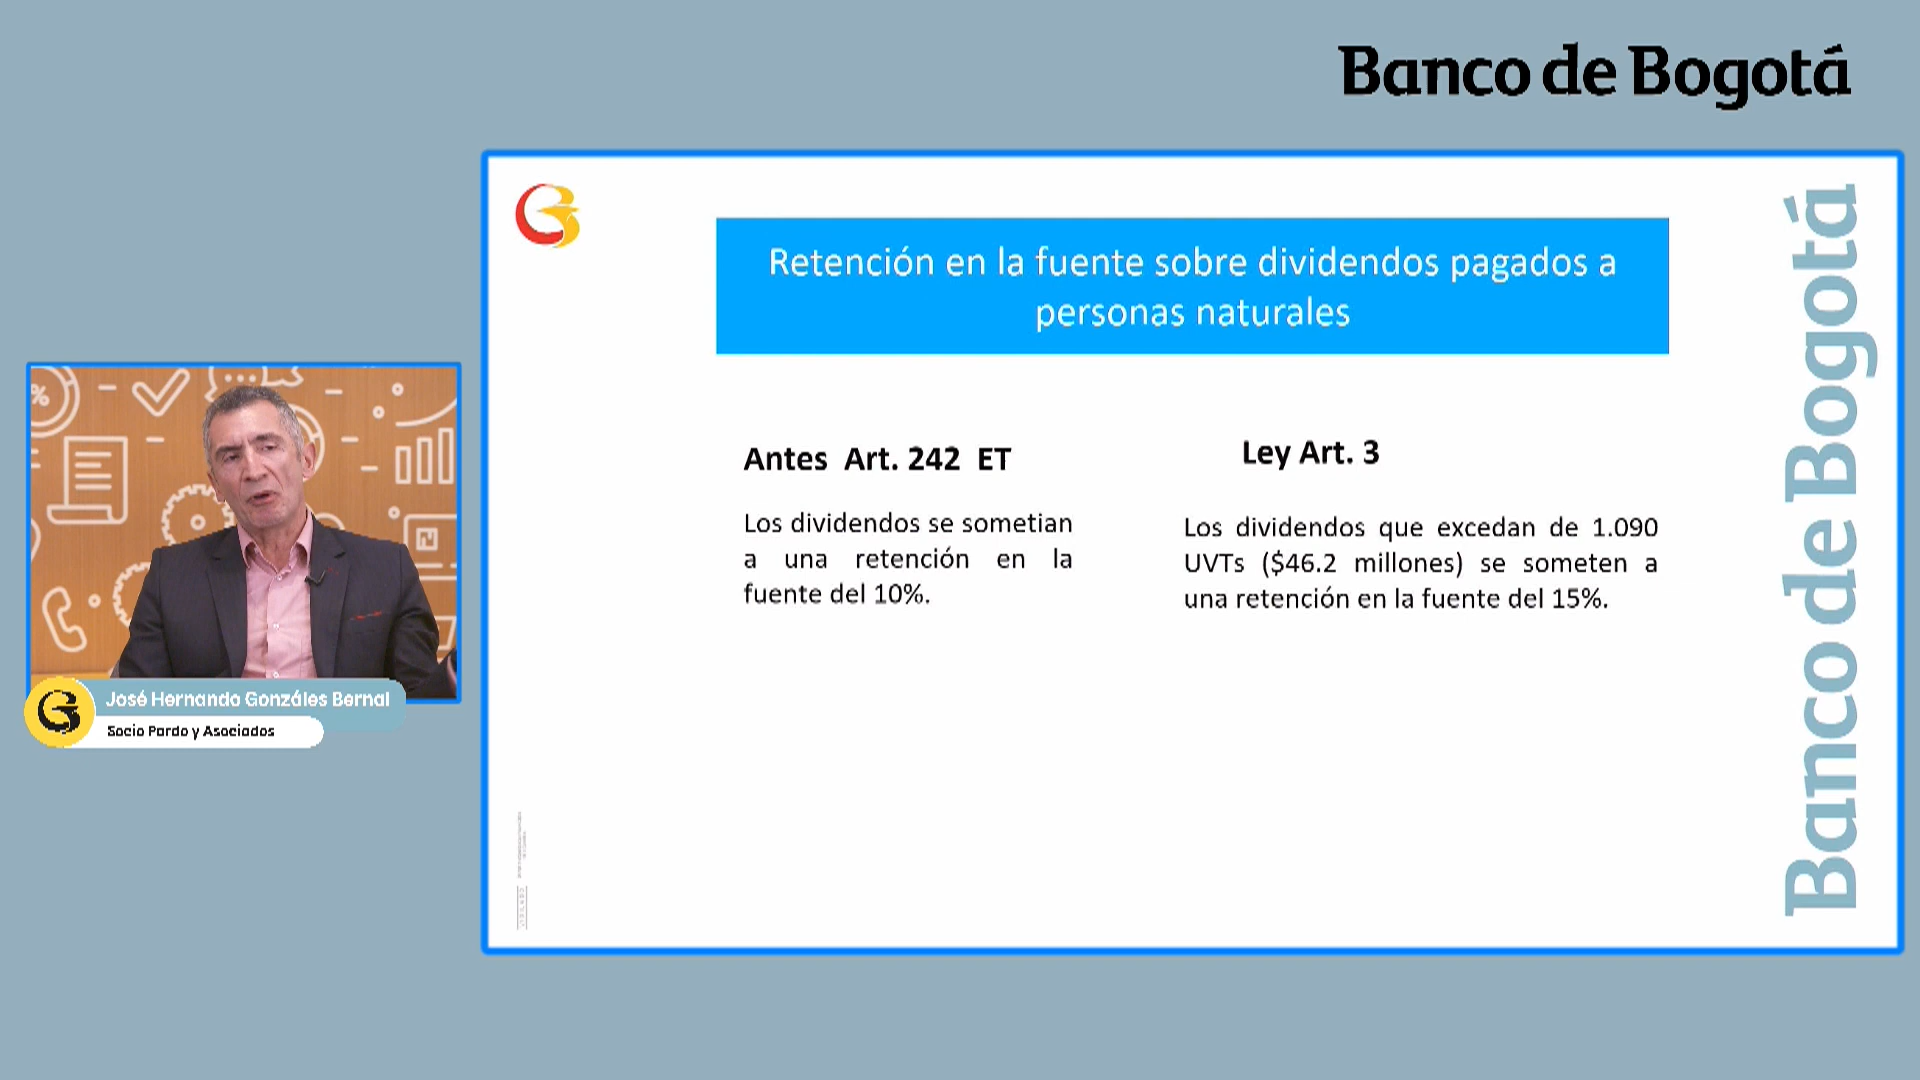 Banco de Bogotá
Retención en la fuente sobre dividendos pagados a
personas naturales
Antes Art. 242 ET
Los dividendos se sometian
a una retención en la
fuente del 10%.
Ley Art. 3
Los dividendos que excedan de 1.090
UVTs ($46.2 millones) se someten a
una retención en la fuente del 15%.
Banco de Bogotá
José Hernando Gonzáles Bernal
Socio Pardo y Asociados